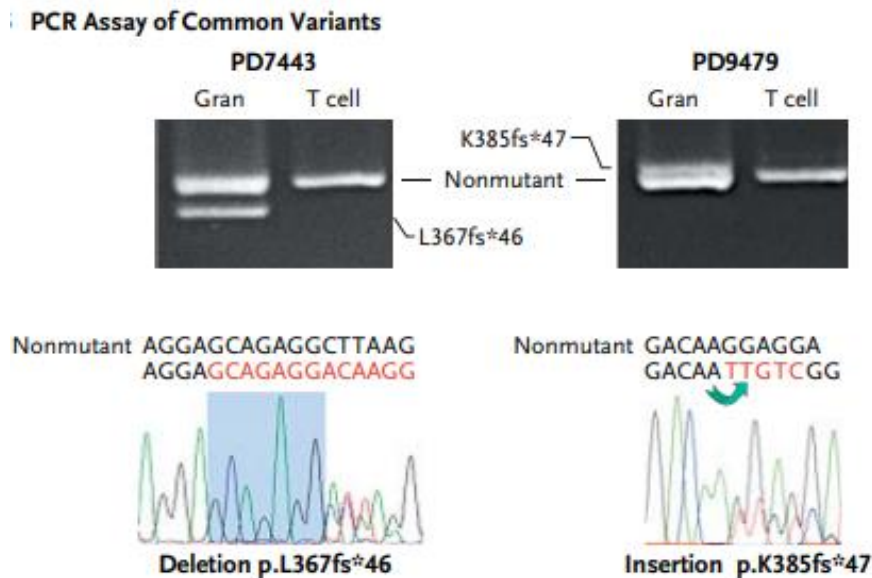 PCR Assay of Common Variants
PD7443
Gran T cell
PD9479
Gran T cell
K385fs*47
Nonmutant
L367fs*46
Nonmutant AGGAGCAGAGGCTTAAG
AGGAGCAGAGGACAAGG
Deletion p.L367fs*46
Nonmutant GACAAGGAGGA
GACAATTGTCGG
Insertion p.K385fs*47